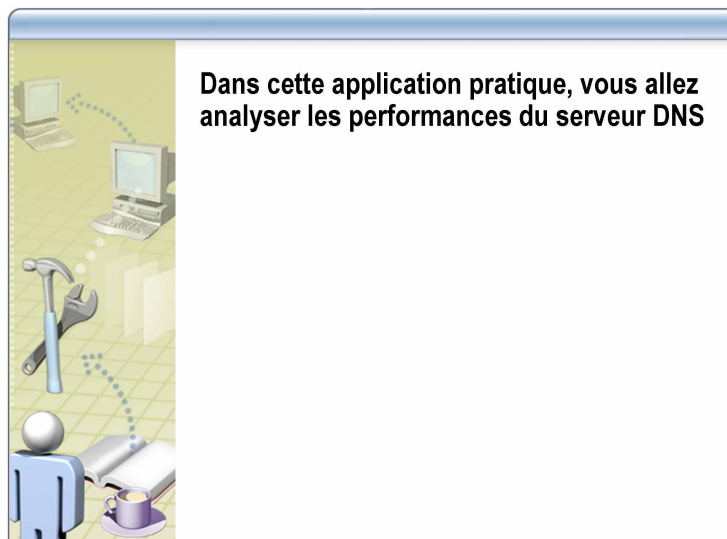 Dans cette application pratique, vous allez
analyser les performances du serveur DNS